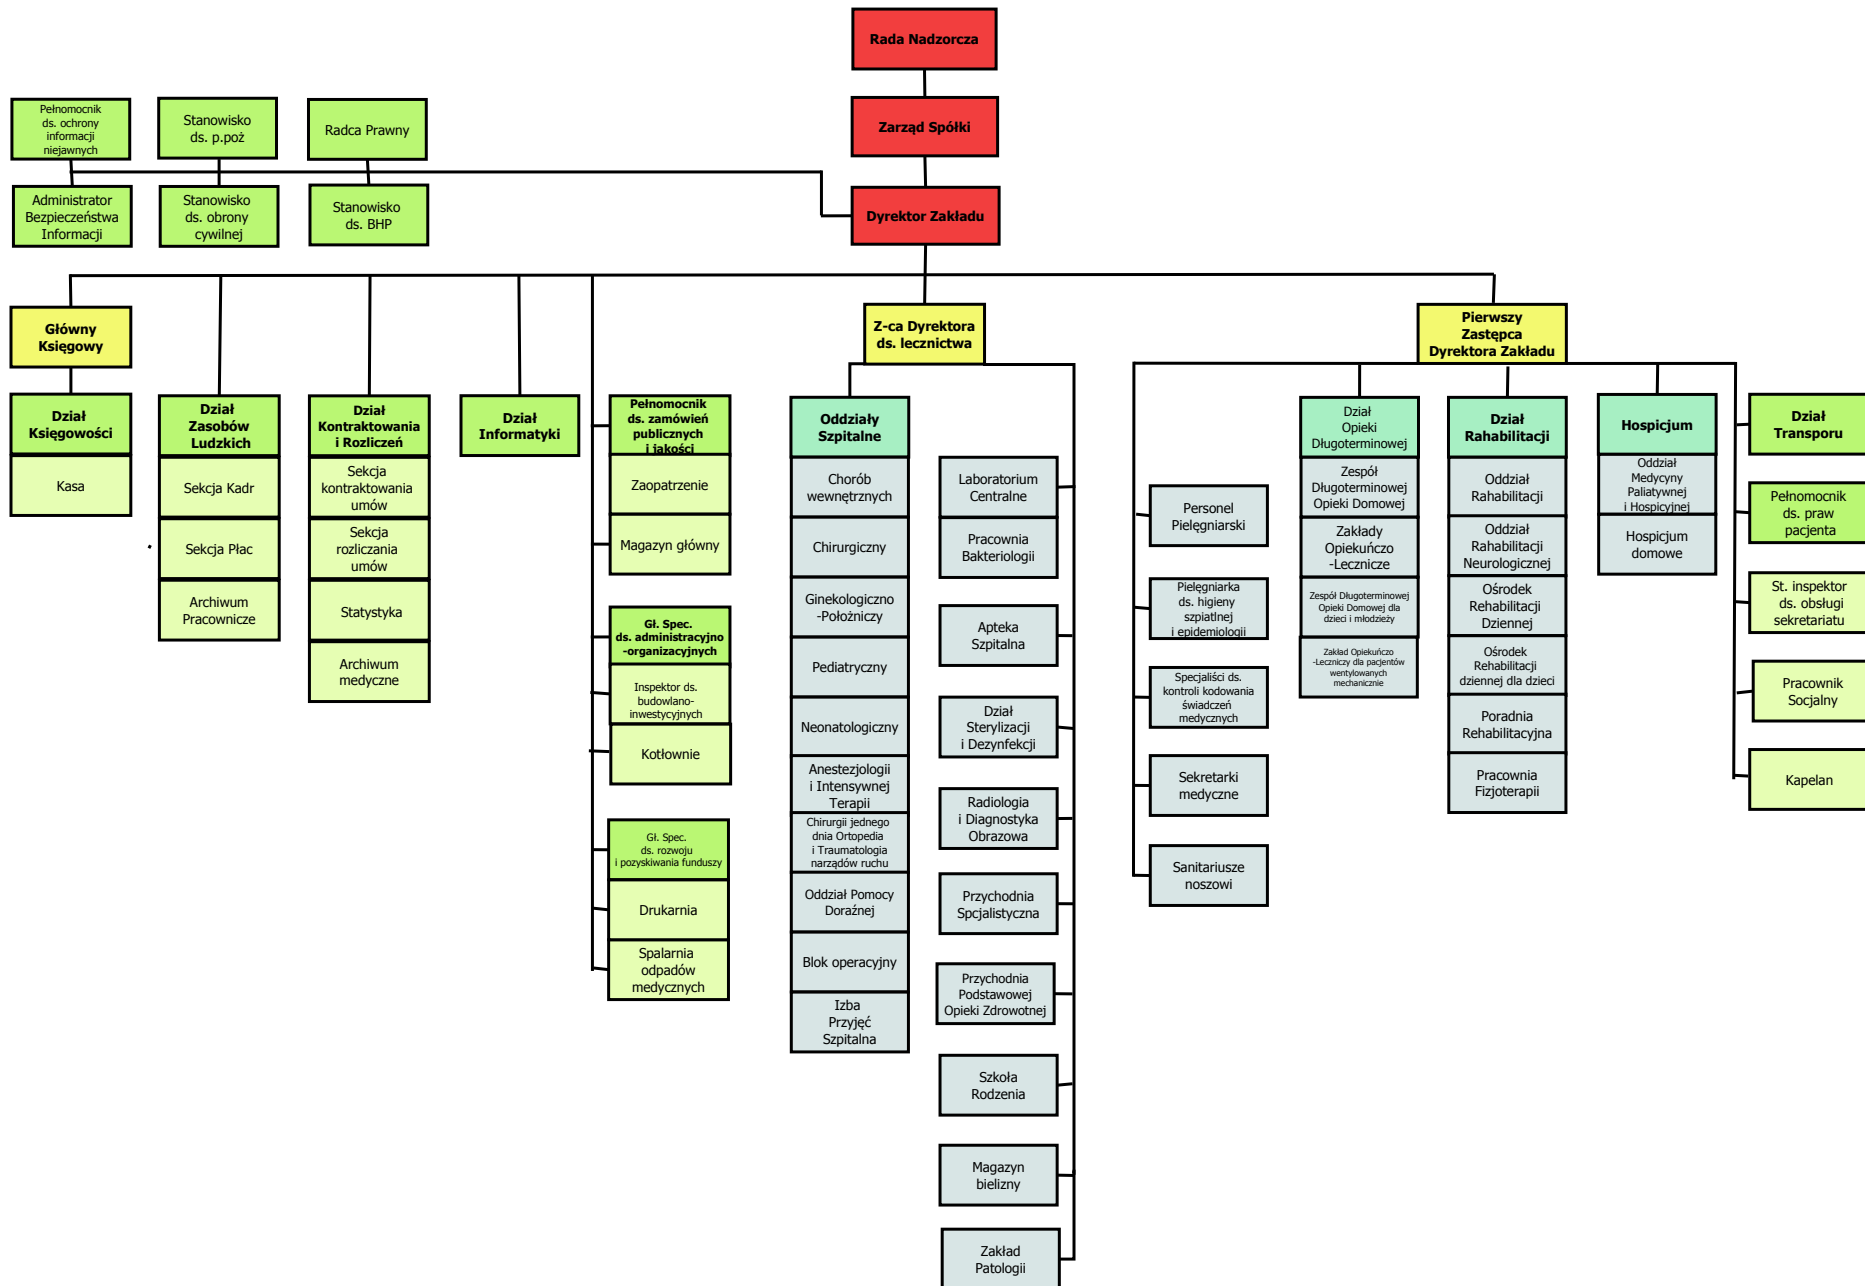 Rada Nadzorcza
Zarząd Spółki
Dyrektor Zakładu
Pełnomocnik
ds. ochrony
informacji
niejawnych
Stanowisko
ds. p.poż
Radca Prawny
Administrator
Bezpieczeństwa
Informacji
Stanowisko
ds. obrony
cywilnej
Stanowisko
ds. BHP
Główny
Księgowy
Z-ca Dyrektora
ds. lecznictwa
Pierwszy
Zastępca
Dyrektora Zakładu
Dział
Księgowości
Kasa
Dział
Zasobów
Ludzkich
Sekcja Kadr
Sekcja Płac
Archiwum
Pracownicze
Dział
Kontraktowania
i Rozliczeń
Sekcja
kontraktowania
umów
Sekcja
rozliczania
umów
Statystyka
Archiwum
medyczne
Dział
Informatyki
Pełnomocnik
ds. zamówień
publicznych
i jakości
Zaopatrzenie
Magazyn główny
Gł. Spec.
ds. administracyjno
-organizacyjnych
Inspektor ds.
budowlano-
inwestycyjnych
Kotłownie
Gł. Spec.
ds. rozwoju
i pozyskiwania funduszy
Drukarnia
Spalarnia
odpadów
medycznych
Oddziały
Szpitalne
Chorób
wewnętrznych
Chirurgiczny
Ginekologiczno
-Położniczy
Pediatryczny
Neonatologiczny
Anestezjologii
i Intensywnej
Terapii
Chirurgii jednego
dnia Ortopedia
i Traumatologia
narządów ruchu
Oddział Pomocy
Doraźnej
Blok operacyjny
Izba
Przyjęć
Szpitalna
Laboratorium
Centralne
Pracownia
Bakteriologii
Apteka
Szpitalna
Dział
Sterylizacji
i Dezynfekcji
Radiologia
i Diagnostyka
Obrazowa
Przychodnia
Spcjalistyczna
Przychodnia
Podstawowej
Opieki Zdrowotnej
Szkoła
Rodzenia
Magazyn
bielizny
Zakład
Patologii
Personel
Pielęgniarski
Pielęgniarka
ds. higieny
szpiatlnej
i epidemiologii
Specjaliści ds.
kontroli kodowania
świadczeń
medycznych
Sekretarki
medyczne
Sanitariusze
noszowi
Dział
Opieki
Długoterminowej
Zespół
Długoterminowej
Opieki Domowej
Zakłady
Opiekuńczo
-Lecznicze
Zespół Długoterminowej
Opieki Domowej dla
dzieci i młodzieży
Zakład Opiekuńczo
-Leczniczy dla pacjentów
wentylowanych
mechanicznie
Dział
Rahabilitacji
Oddział
Rahabilitacji
Oddział
Rahabilitacji
Neurologicznej
Ośrodek
Rehabilitacji
Dziennej
Ośrodek
Rehabilitacji
dziennej dla dzieci
Poradnia
Rehabilitacyjna
Pracownia
Fizjoterapii
Hospicjum
Oddział
Medycyny
Paliatywnej
i Hospicyjnej
Hospicjum
domowe
Dział
Transporu
Pełnomocnik
ds. praw
pacjenta
St. inspektor
ds. obsługi
sekretariatu
Pracownik
Socjalny
Kapelan